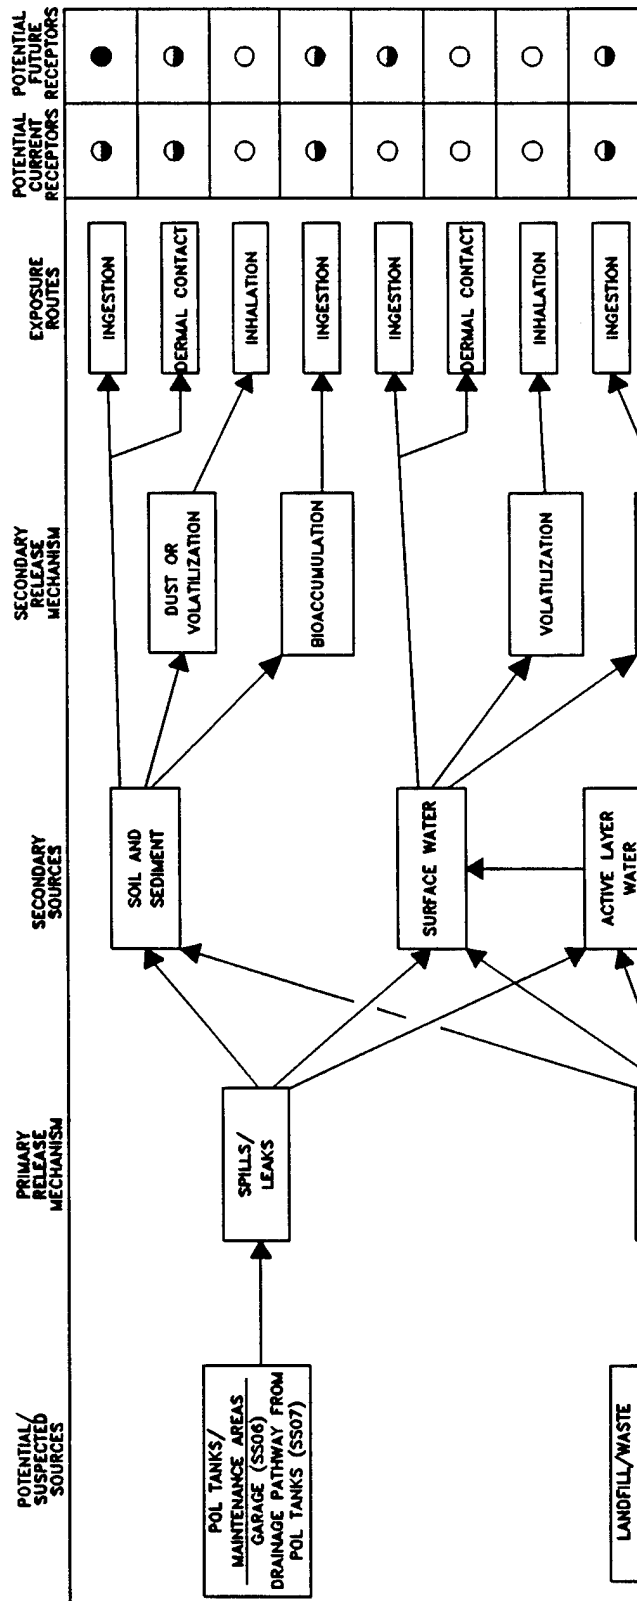 POTENTIAL/
SUSPECTED
SOURCES
PRIMARY
RELEASE
MECHANISM
SECONDARY
SOURCES
SECONDARY
RELEASE
MECHANISM
EXPOSURE
ROUTES
POTENTIAL
CURRENT
RECEPTORS
POTENTIAL
FUTURE
RECEPTORS
POL TANKS/
MAINTENANCE AREAS
GARAGE (SS06)
DRAINAGE PATHWAY FROM
POL TANKS (SS07)
SPILLS/
LEAKS
SOIL AND
SEDIMENT
DUST OR
VOLATILIZATION
BIOACCUMULATION
INGESTION
DERMAL CONTACT
INHALATION
INGESTION
SURFACE WATER
VOLATILIZATION
INGESTION
DERMAL CONTACT
INHALATION
INGESTION
ACTIVE LAYER
WATER
LANDFILL/WASTE